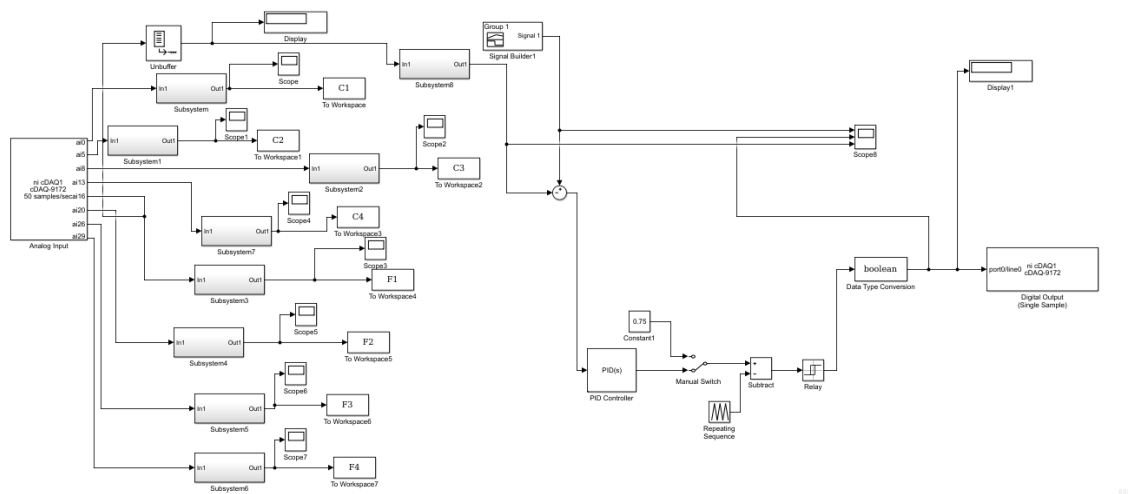 Group 1
Signal 1
Signal Builder1
Display
Unbuffer
In1
Out1
Subsystem8
Scope
Display1
In1
Out1
Subsystem
C1
To Workspace
Scope1
Scope2
In1
Out1
Subsystem1
C2
To Workspace1
Scope8
In1
Out1
Subsystem2
C3
To Workspace2
ni cDAQ1
cDAQ-9172
50 samples/sec
ai0
ai5
ai8
ai13
ai16
ai20
ai26
ai29
Analog Input
Scope4
In1
Out1
Subsystem7
C4
To Workspace3
Scope3
In1
Out1
Subsystem3
F1
To Workspace4
boolean
Data Type Conversion
port0/line0
ni cDAQ1
cDAQ-9172
Digital Output
(Single Sample)
Scope5
In1
Out1
Subsystem4
F2
To Workspace5
0.75
Constant1
PID(s)
PID Controller
Manual Switch
Subtract
Relay
Scope6
In1
Out1
Subsystem5
F3
To Workspace6
Repeating
Sequence
Scope7
In1
Out1
Subsystem6
F4
To Workspace7